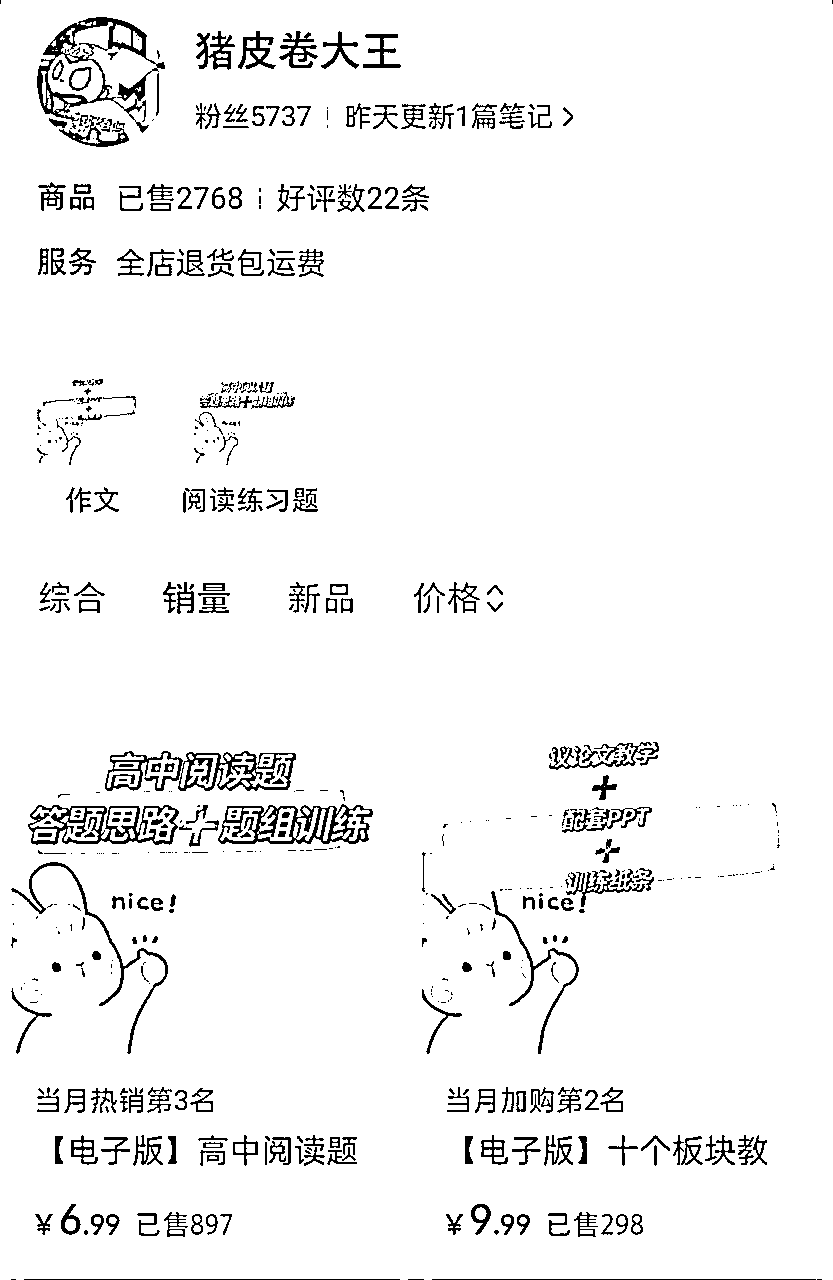 猪皮卷大王
粉丝5737 | 昨天更新1篇笔记 >
商品 已售2768 | 好评数22条
服务 全店退货包运费
作文 阅读练习题
综合 销量 新品 价格
高中阅读题
答题思路+题组训练
nice!
议论文教学
+
配套PPT
+
训练纸条
nice!
当月热销第3名
【电子版】高中阅读题
¥6.99 已售897
当月加购第2名
【电子版】十个板块教
¥9.99 已售298